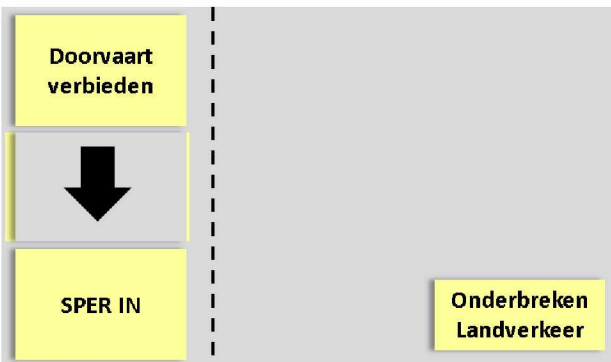 Doorvaart
verbieden
SPER IN
Onderbreken
Landverkeer